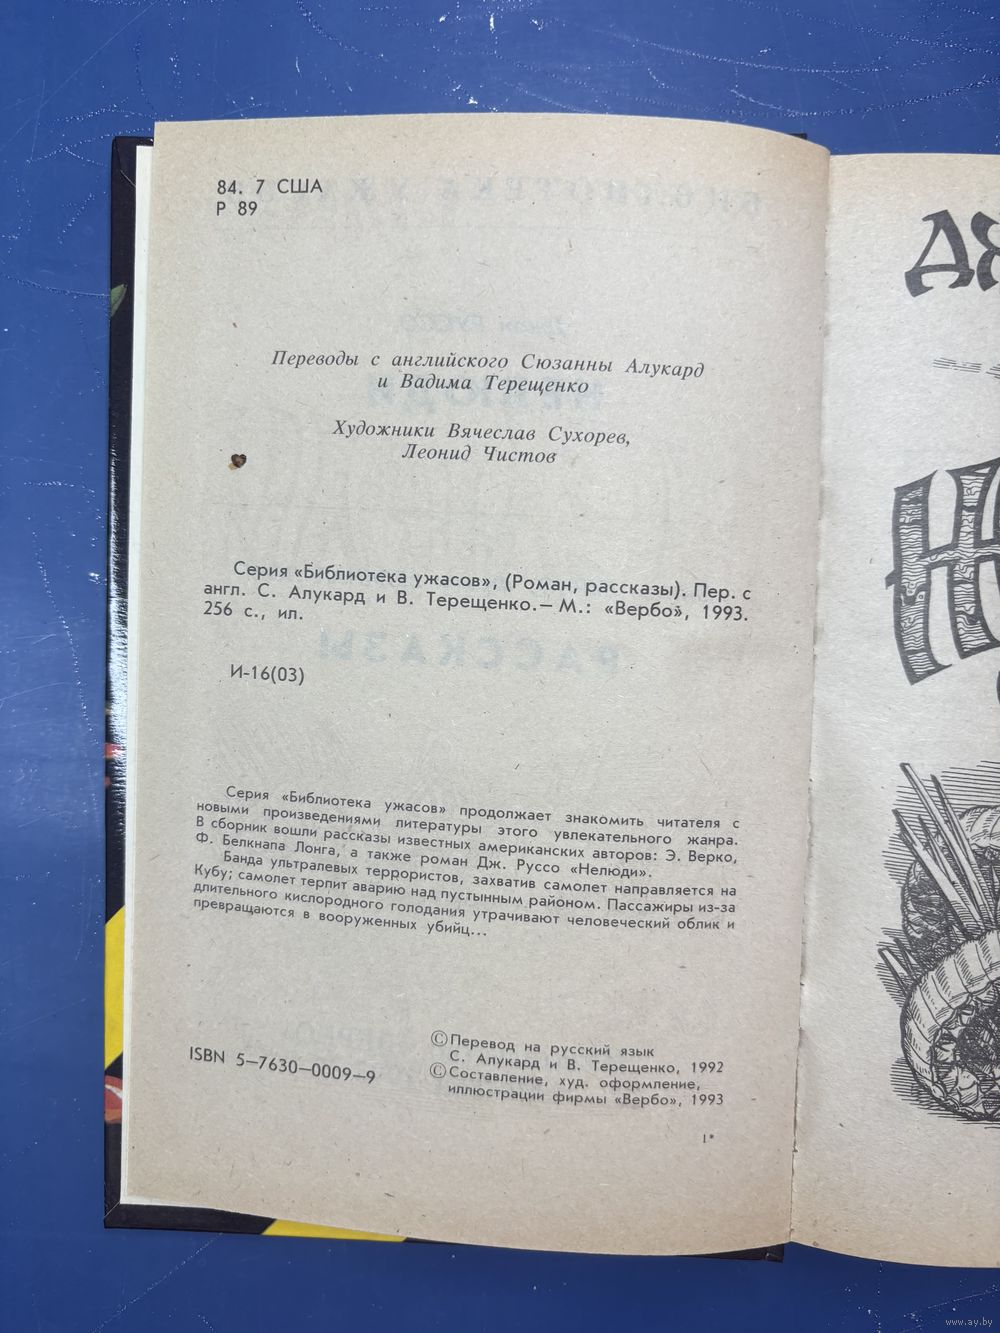 84. 7 США
Р 89
Переводы с английского Сюзанны Алукард
и Вадима Терещенко
Художники Вячеслав Сухорев,
Леонид Чистов
Серия «Библиотека ужасов», (Роман, рассказы). Пер. с
англ. С. Алукард и В. Терещенко.— М.: «Вербо», 1993.
256 с., ил.
И-16(03)
Серия «Библиотека ужасов» продолжает знакомить читателя с
новыми произведениями литературы этого увлекательного жанра.
В сборник вошли рассказы известных американских авторов: Э. Верко,
Ф. Белкнапа Лонга, а также роман Дж. Руссо «Нелюди».
Банда ультралевых террористов, захватив самолет направляется на
Кубу; самолет терпит аварию над пустынным районом. Пассажиры из-за
длительного кислородного голодания утрачивают человеческий облик и
превращаются в вооруженных убийц...
ISBN 5—7630—0009—9
© Перевод на русский язык
С. Алукард и В. Терещенко, 1992
© Составление, худ. оформление,
иллюстрации фирмы «Вербо», 1993
1*
www.ay.by